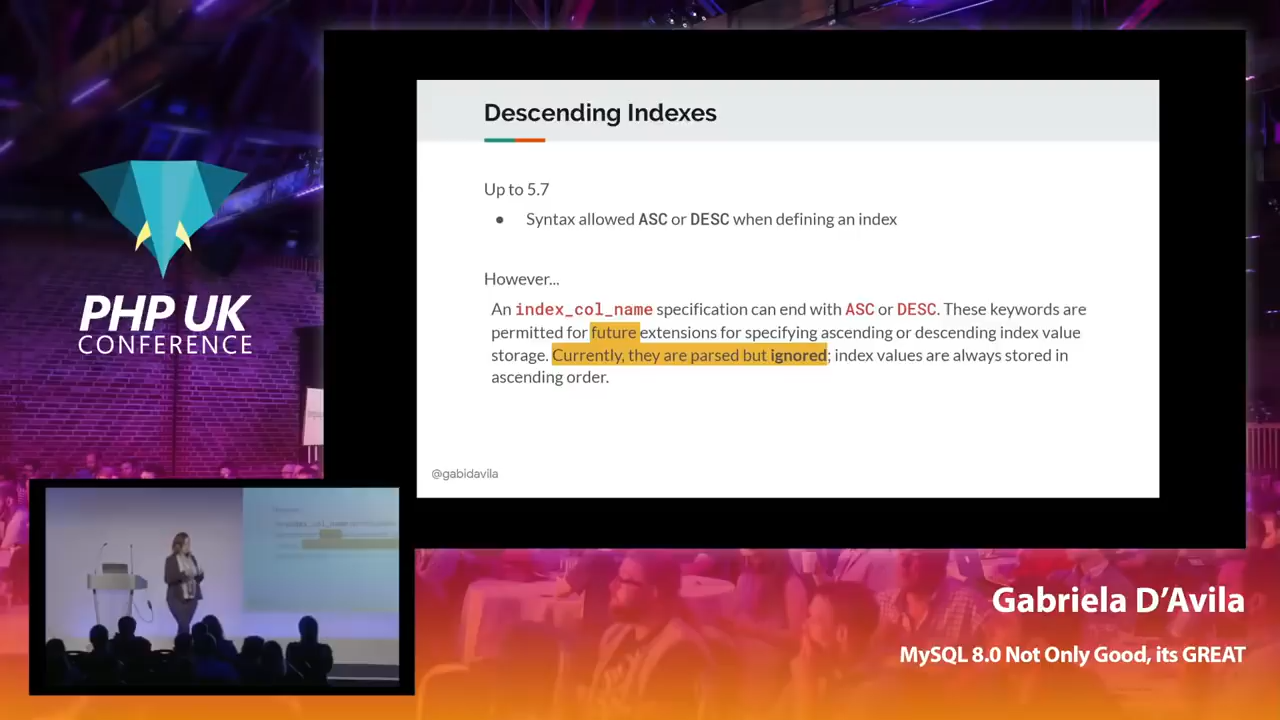 Descending Indexes
Up to 5.7
● Syntax allowed ASC or DESC when defining an index
However...
An index_col_name specification can end with ASC or DESC. These keywords are
permitted for future extensions for specifying ascending or descending index value
storage. Currently, they are parsed but ignored; index values are always stored in
ascending order.
@gabidavila
PHP UK
CONFERENCE
Gabriela D’Avila
MySQL 8.0 Not Only Good, its GREAT